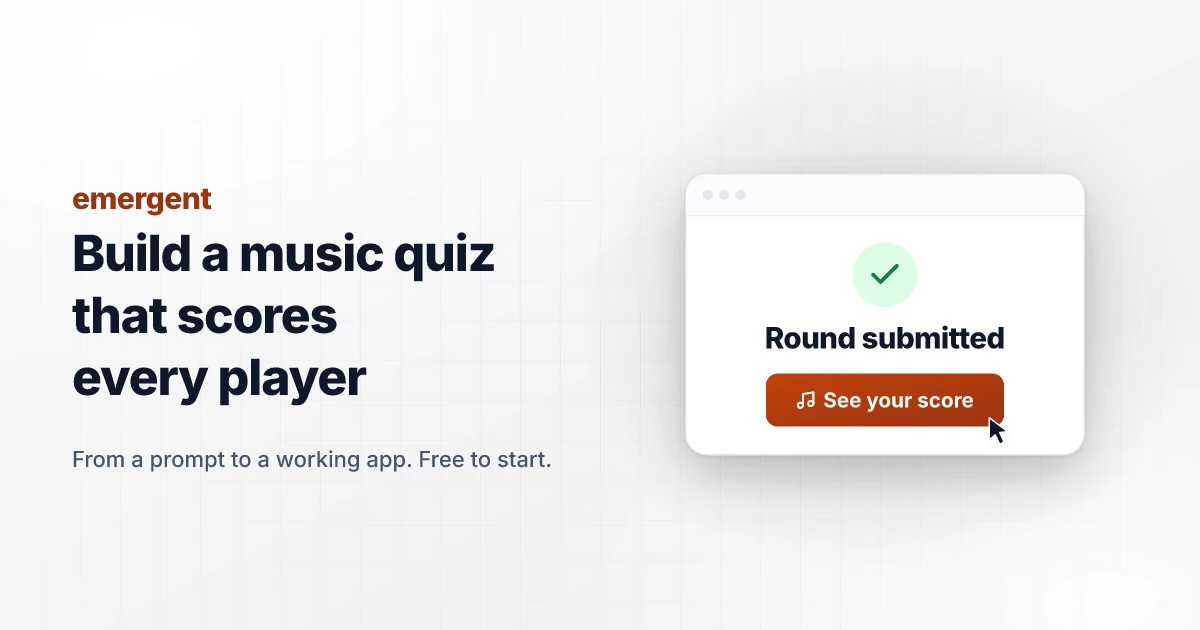 emergent
Build a music quiz
that scores
every player
From a prompt to a working app. Free to start.
Round submitted
See your score